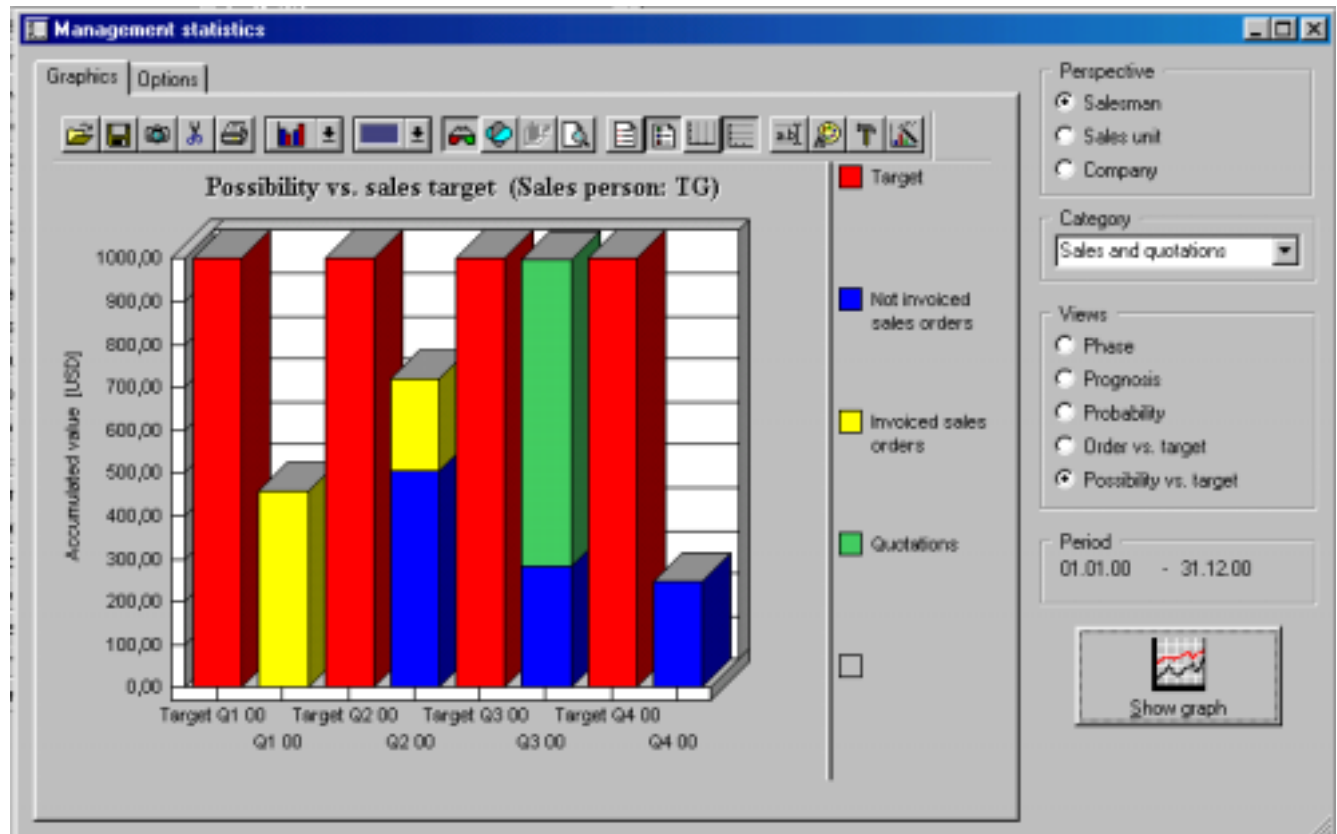 Management statistics
Graphics
Options
ab
Possibility vs. sales target (Sales person: TG)
Accumulated value [USD]
1000,00
900,00
800,00
700,00
600,00
500,00
400,00
300,00
200,00
100,00
0,00
Target Q1 00
Target Q2 00
Target Q3 00
Target Q4 00
Q1 00
Q2 00
Q3 00
Q4 00
Target
Not invoiced
sales orders
Invoiced sales
orders
Quotations
Perspective
Salesman
Sales unit
Company
Category
Sales and quotations
Views
Phase
Prognosis
Probability
Order vs. target
Possibility vs. target
Period
01.01.00 - 31.12.00
Show graph